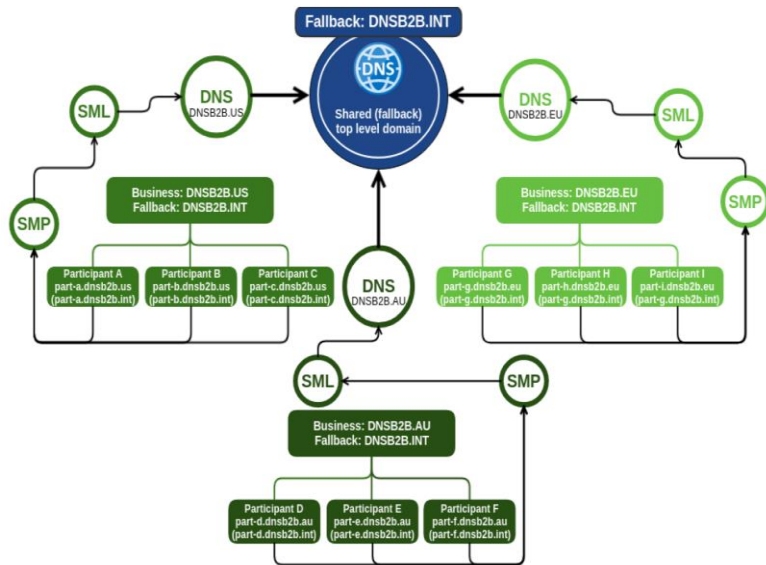 Fallback: DNSB2B.INT
DNS
Shared (fallback)
top level domain
DNS
DNSB2B.US
SML
SMP
Business: DNSB2B.US
Fallback: DNSB2B.INT
Participant A
part-a.dnsb2b.us
(part-a.dnsb2b.int)
Participant B
part-b.dnsb2b.us
(part-b.dnsb2b.int)
Participant C
part-c.dnsb2b.us
(part-c.dnsb2b.int)
DNS
DNSB2B.EU
SML
SMP
Business: DNSB2B.EU
Fallback: DNSB2B.INT
Participant G
part-g.dnsb2b.eu
(part-g.dnsb2b.int)
Participant H
part-h.dnsb2b.eu
(part-g.dnsb2b.int)
Participant I
part-i.dnsb2b.eu
(part-g.dnsb2b.int)
DNS
DNSB2B.AU
SML
SMP
Business: DNSB2B.AU
Fallback: DNSB2B.INT
Participant D
part-d.dnsb2b.au
(part-d.dnsb2b.int)
Participant E
part-e.dnsb2b.au
(part-e.dnsb2b.int)
Participant F
part-f.dnsb2b.au
(part-f.dnsb2b.int)